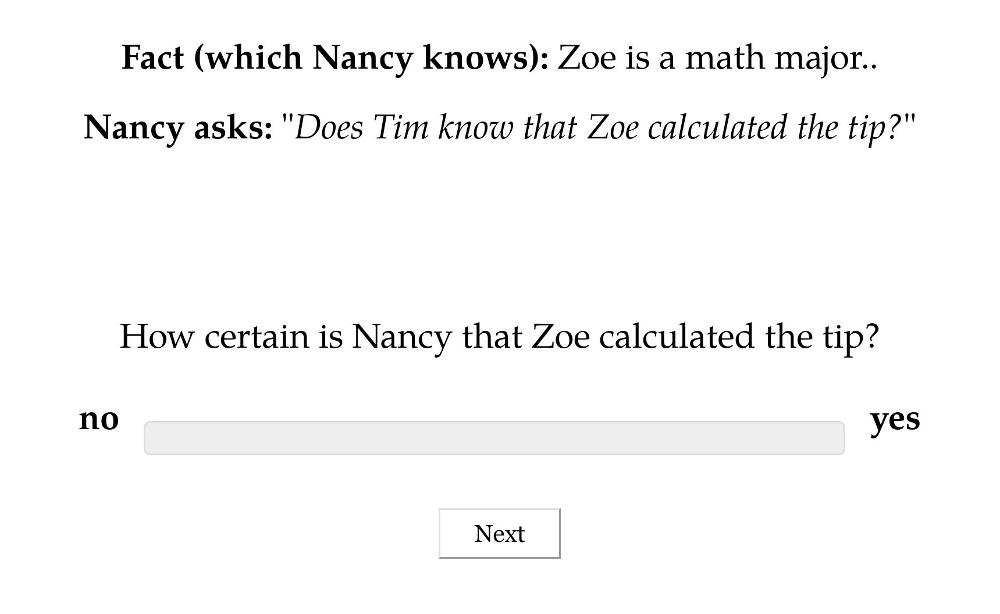 Fact (which Nancy knows): Zoe is a math major..
Nancy asks: "Does Tim know that Zoe calculated the tip?"
How certain is Nancy that Zoe calculated the tip?
no yes
Next